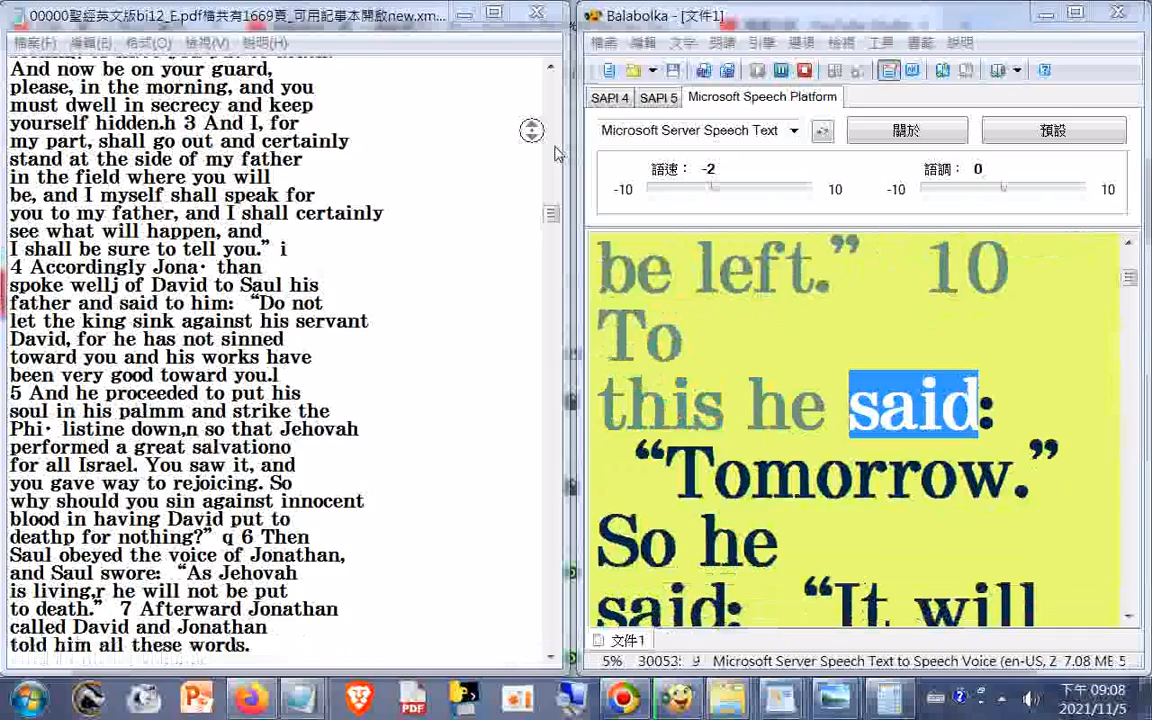 00000聖經英文版bi12_E.pdf檔共有1669頁_可用記事本開啟new.xm...
檔案(F) 編輯(E) 格式(O) 檢視(V) 說明(H)
And now be on your guard,
please, in the morning, and you
must dwell in secrecy and keep
yourself hidden.h 3 And I, for
my part, shall go out and certainly
stand at the side of my father
in the field where you will
be, and I myself shall speak for
you to my father, and I shall certainly
see what will happen, and
I shall be sure to tell you.” i
4 Accordingly Jona· than
spoke wellj of David to Saul his
father and said to him: “Do not
let the king sink against his servant
David, for he has not sinned
toward you and his works have
been very good toward you.l
5 And he proceeded to put his
soul in his palmm and strike the
Phi· listine down,n so that Jehovah
performed a great salvationo
for all Israel. You saw it, and
you gave way to rejoicing. So
why should you sin against innocent
blood in having David put to
deathp for nothing?” q 6 Then
Saul obeyed the voice of Jonathan,
and Saul swore: “As Jehovah
is living,r he will not be put
to death.” 7 Afterward Jonathan
called David and Jonathan
told him all these words.
Balabolka - [文件1]
檔案 編輯 文字 朗讀 引擎 選項 檢視 工具 書籤 說明
SAPI 4 SAPI 5 Microsoft Speech Platform
Microsoft Server Speech Text 關於 預設
語速: -2 語調: 0
-10 10 -10 10
be left.” 10
To
this he said:
“Tomorrow.”
So he
said: “It will
文件1
5% 30053: 9 Microsoft Server Speech Text to Speech Voice (en-US, Z 7.08 MB 5
PDF
下午 09:08
2021/11/5